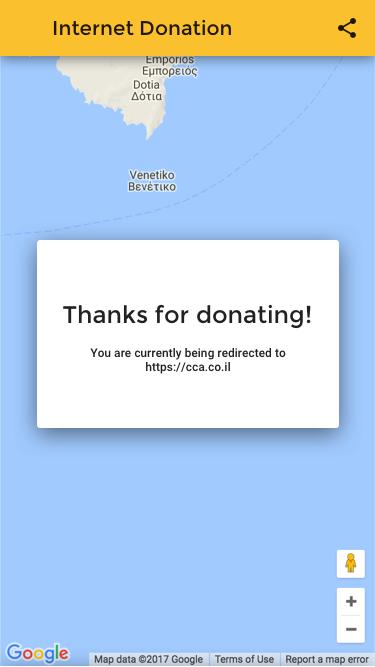 Internet Donation
Emporios
Εμπορειός
Dotia
Δότια
Venetiko
Βενέτικο
Thanks for donating!
You are currently being redirected to
https://cca.co.il
+
−
Google
Map data ©2017 Google
Terms of Use
Report a map error